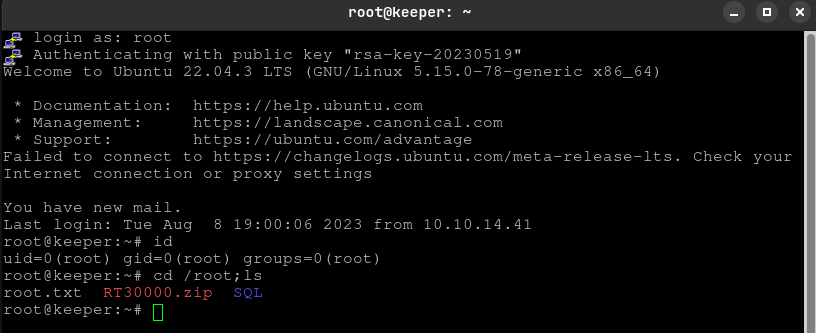 root@keeper: ~
login as: root
Authenticating with public key "rsa-key-20230519"
Welcome to Ubuntu 22.04.3 LTS (GNU/Linux 5.15.0-78-generic x86_64)

 * Documentation:  https://help.ubuntu.com
 * Management:     https://landscape.canonical.com
 * Support:        https://ubuntu.com/advantage
Failed to connect to https://changelogs.ubuntu.com/meta-release-lts. Check your
Internet connection or proxy settings

You have new mail.
Last login: Tue Aug  8 19:00:06 2023 from 10.10.14.41
root@keeper:~# id
uid=0(root) gid=0(root) groups=0(root)
root@keeper:~# cd /root;ls
root.txt  RT30000.zip  SQL
root@keeper:~#